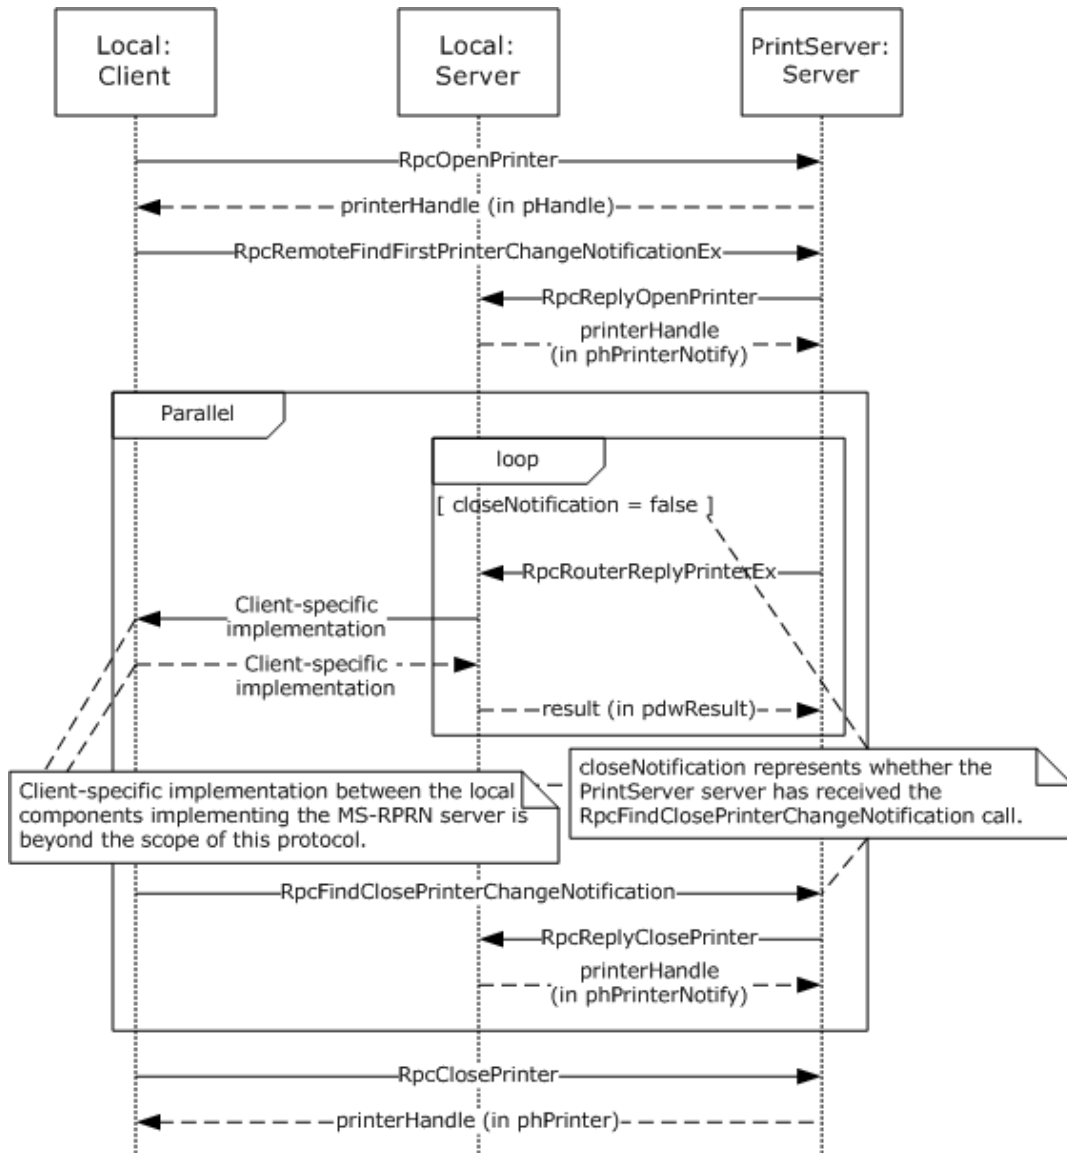 Local:
Client
Local:
Server
PrintServer:
Server
RpcOpenPrinter
printerHandle (in pHandle)
RpcRemoteFindFirstPrinterChangeNotificationEx
RpcReplyOpenPrinter
printerHandle
(in phPrinterNotify)
Parallel
loop
[ closeNotification = false ]
RpcRouterReplyPrinterEx
Client-specific
implementation
Client-specific
implementation
result (in pdwResult)
closeNotification represents whether the
PrintServer server has received the
RpcFindClosePrinterChangeNotification call.
Client-specific implementation between the local
components implementing the MS-RPRN server is
beyond the scope of this protocol.
RpcFindClosePrinterChangeNotification
RpcReplyClosePrinter
printerHandle
(in phPrinterNotify)
RpcClosePrinter
printerHandle (in phPrinter)